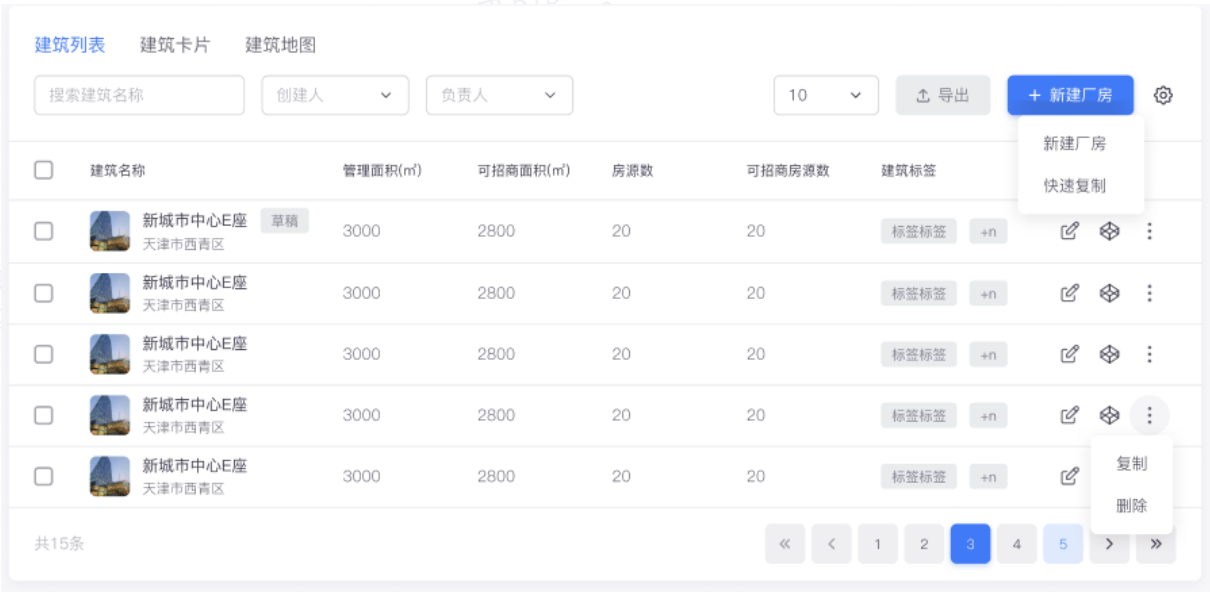 建筑列表 建筑卡片 建筑地图
搜索建筑名称 创建人 负责人 10 导出 + 新建厂房
新建厂房
快速复制
建筑名称 管理面积(㎡) 可招商面积(㎡) 房源数 可招商房源数 建筑标签
新城市中心E座 草稿
天津市西青区
3000 2800 20 20 标签标签 +n
新城市中心E座
天津市西青区
3000 2800 20 20 标签标签 +n
新城市中心E座
天津市西青区
3000 2800 20 20 标签标签 +n
新城市中心E座
天津市西青区
3000 2800 20 20 标签标签 +n
新城市中心E座
天津市西青区
3000 2800 20 20 标签标签 +n
复制
删除
共15条 « < 1 2 3 4 5 > »